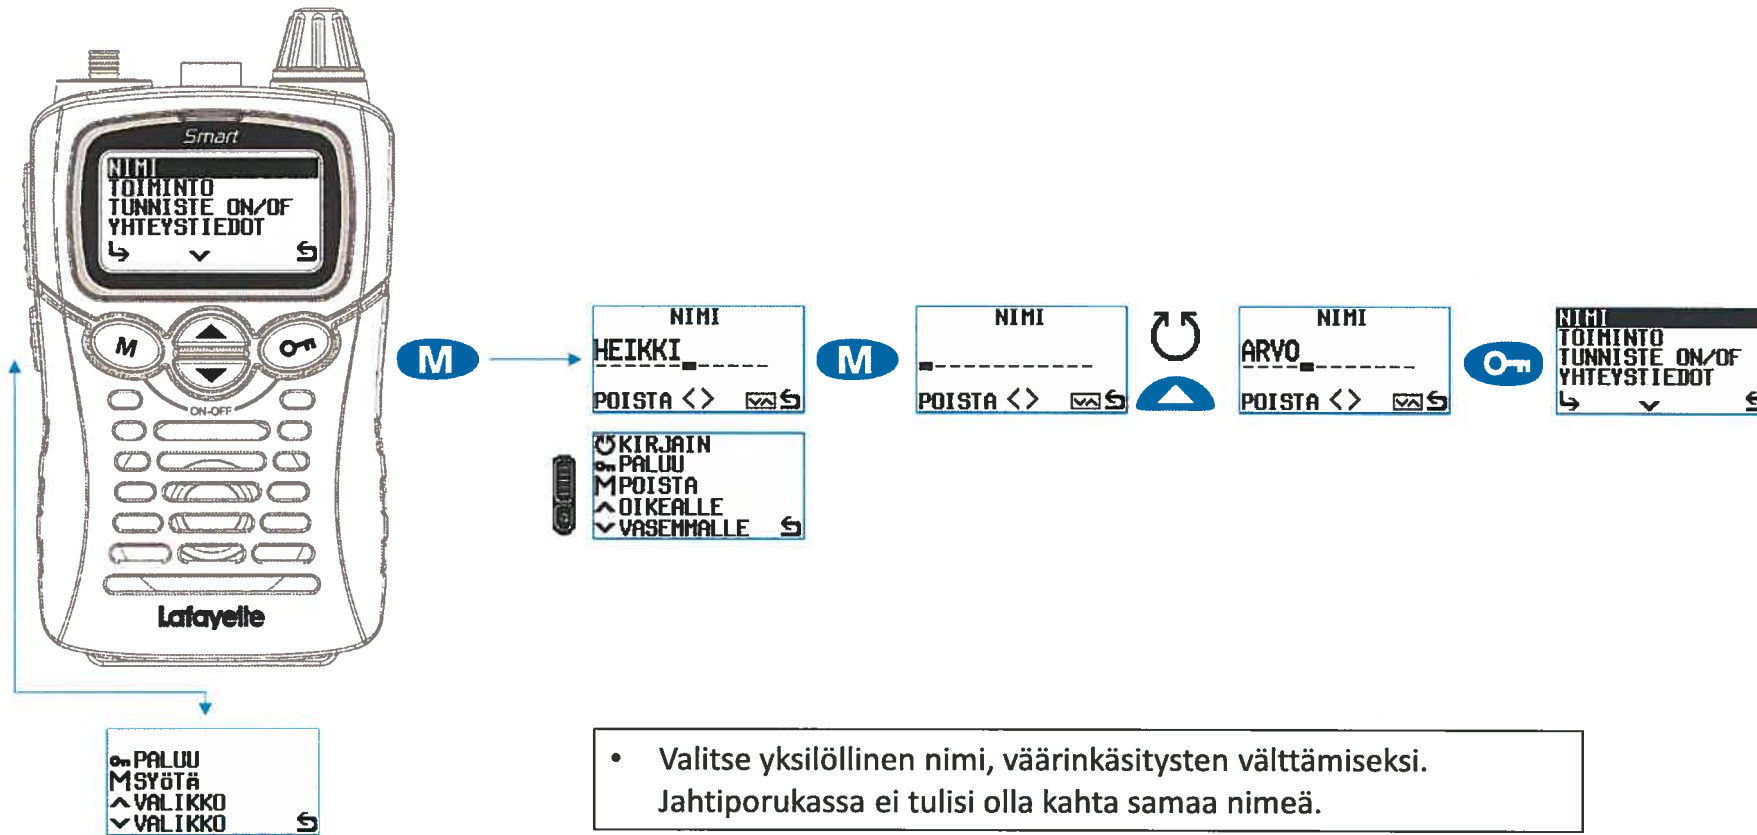 Smart
NIMI
TOIMINTO
TUNNISTE ON/OF
YHTEYSTIEDOT
M
ON-OFF
Lafayette
M
NIMI
HEIKKI
POISTA <>
KIRJAIN
PALUU
M POISTA
OIKEALLE
VASEMMALLE
M
NIMI
POISTA <>
NIMI
ARVO
POISTA <>
NIMI
TOIMINTO
TUNNISTE ON/OF
YHTEYSTIEDOT
PALUU
M SYÖTÄ
VALIKKO
VALIKKO
• Valitse yksilöllinen nimi, väärinkäsitysten välttämiseksi.
Jahtiporukassa ei tulisi olla kahta samaa nimeä.